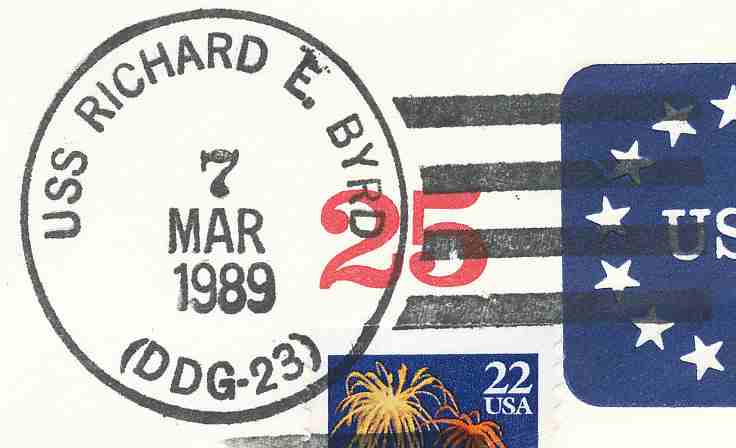 USS RICHARD E. BYRD
7
MAR
1989
(DDG-23)
25
US
22
USA